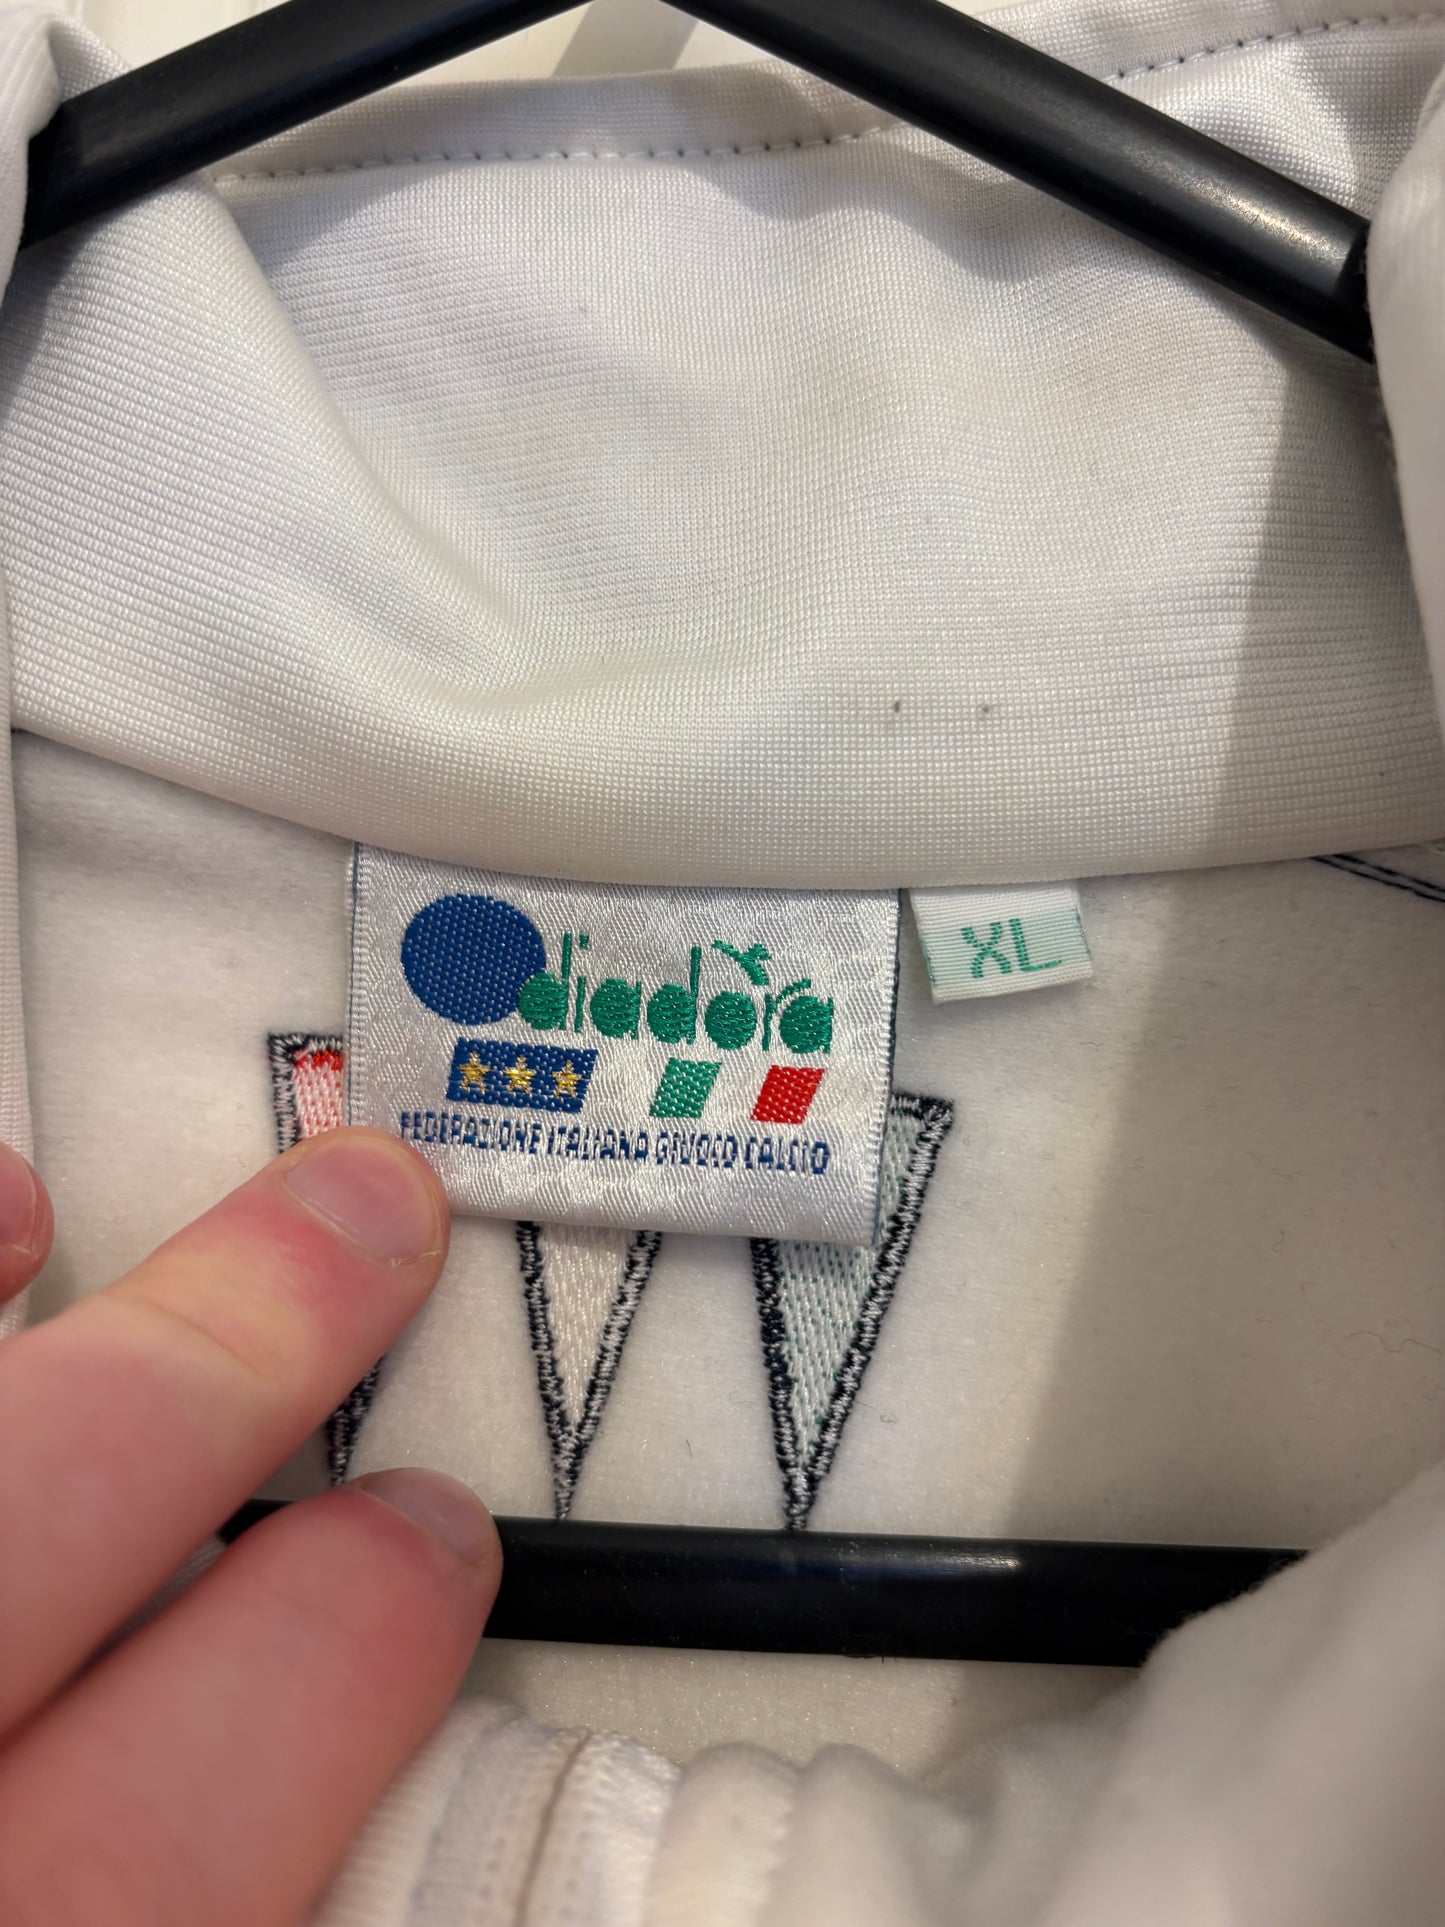 diadora
XL
FEDERAZIONE ITALIANA GIUOCO CALCIO